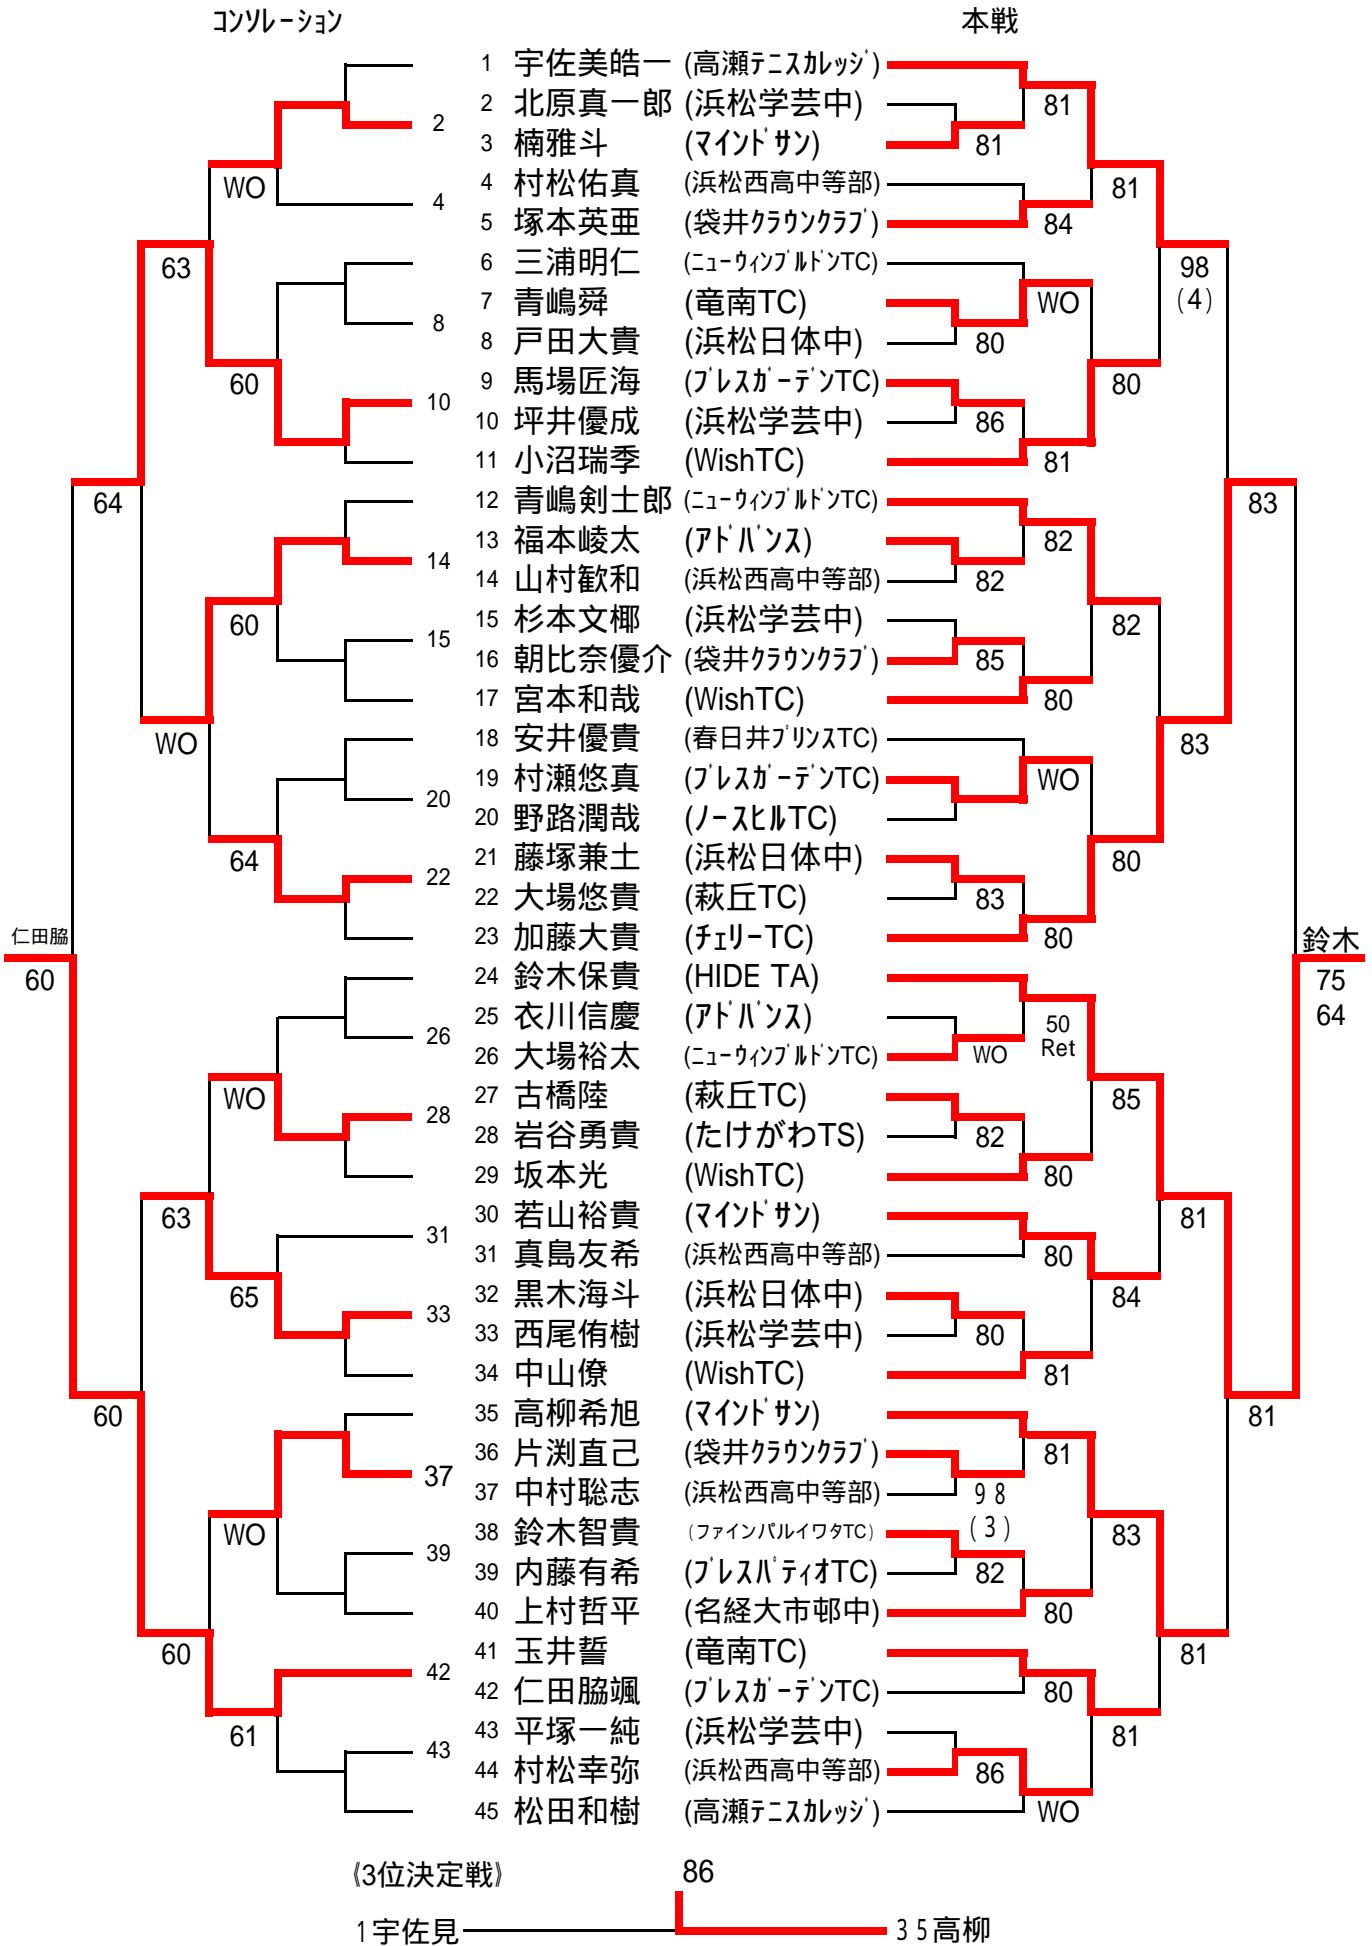 コンソレーション 本戦
1 宇佐美皓一 (高瀬テニスカレッジ)
2 北原真一郎 (浜松学芸中) 81
2
3 楠雅斗 (マインドサン) 81
WO 4 村松佑真 (浜松西高中等部) 81
4
5 塚本英亜 (袋井クラウンクラブ) 84
63 6 三浦明仁 (ニューウィンブルドンTC) 98
7 青嶋舜 (竜南TC) WO (4)
8
8 戸田大貴 (浜松日体中) 80
60 9 馬場匠海 (ブレスガーデンTC) 80
10
10 坪井優成 (浜松学芸中) 86
11 小沼瑞季 (WishTC) 81
64 12 青嶋剣士郎 (ニューウィンブルドンTC) 83
13 福本崚太 (アドバンス) 82
14
14 山村歓和 (浜松西高中等部) 82
60 15 杉本文椰 (浜松学芸中) 82
15
16 朝比奈優介 (袋井クラウンクラブ) 85
17 宮本和哉 (WishTC) 80
WO 18 安井優貴 (春日井プリンスTC) 83
19 村瀬悠真 (ブレスガーデンTC) WO
20
20 野路潤哉 (ノースヒルTC)
64 21 藤塚兼土 (浜松日体中) 80
22
22 大場悠貴 (萩丘TC) 83
仁田脇 23 加藤大貴 (チェリーTC) 80 鈴木
60 24 鈴木保貴 (HIDE TA) 75
25 衣川信慶 (アドバンス) 50 64
26
26 大場裕太 (ニューウィンブルドンTC) WO Ret
WO 27 古橋陸 (萩丘TC) 85
28
28 岩谷勇貴 (たけがわTS) 82
29 坂本光 (WishTC) 80
63 30 若山裕貴 (マインドサン) 81
31
31 真島友希 (浜松西高中等部) 80
65 32 黒木海斗 (浜松日体中) 84
33
33 西尾侑樹 (浜松学芸中) 80
34 中山僚 (WishTC) 81
60 35 高柳希旭 (マインドサン) 81
36 片渕直己 (袋井クラウンクラブ) 81
37
37 中村聡志 (浜松西高中等部) 98
WO 38 鈴木智貴 (ファインパルイワタTC) (3) 83
39
39 内藤有希 (ブレスパティオTC) 82
40 上村哲平 (名経大市邨中) 80
60 41 玉井誓 (竜南TC) 81
42
42 仁田脇颯 (ブレスガーデンTC) 80
61 43 平塚一純 (浜松学芸中) 81
43
44 村松幸弥 (浜松西高中等部) 86
45 松田和樹 (高瀬テニスカレッジ) WO
《3位決定戦》 86
1宇佐見 35高柳